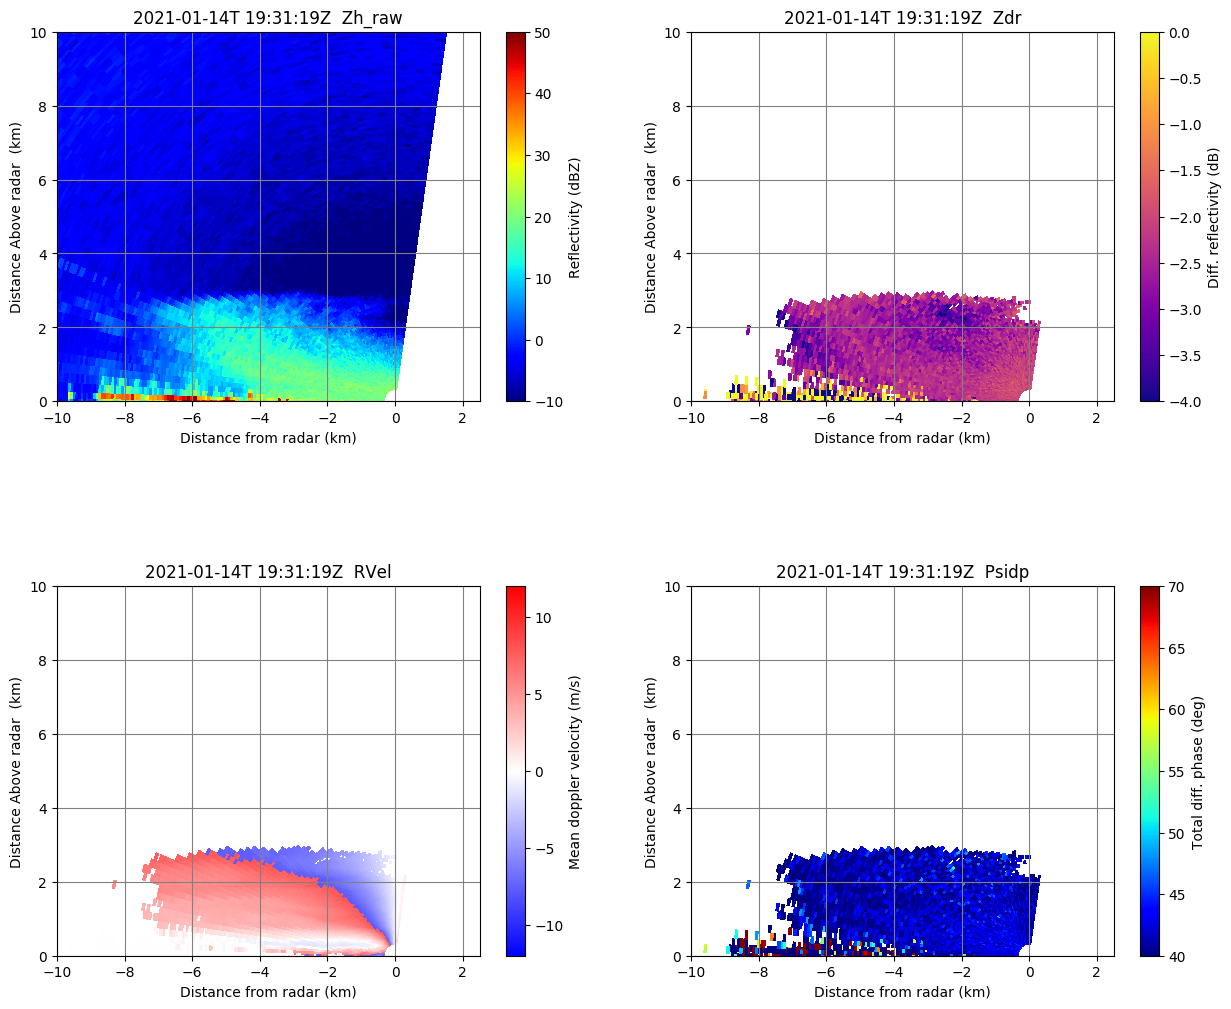 2021-01-14T 19:31:19Z  Zh_raw
10
8
6
4
2
0
Distance Above radar  (km)
−10 −8 −6 −4 −2 0 2
Distance from radar (km)
50
40
30
20
10
0
−10
Reflectivity (dBZ)
2021-01-14T 19:31:19Z  Zdr
10
8
6
4
2
0
Distance Above radar  (km)
−10 −8 −6 −4 −2 0 2
Distance from radar (km)
0.0
−0.5
−1.0
−1.5
−2.0
−2.5
−3.0
−3.5
−4.0
Diff. reflectivity (dB)
2021-01-14T 19:31:19Z  RVel
10
8
6
4
2
0
Distance Above radar  (km)
−10 −8 −6 −4 −2 0 2
Distance from radar (km)
10
5
0
−5
−10
Mean doppler velocity (m/s)
2021-01-14T 19:31:19Z  Psidp
10
8
6
4
2
0
Distance Above radar  (km)
−10 −8 −6 −4 −2 0 2
Distance from radar (km)
70
65
60
55
50
45
40
Total diff. phase (deg)